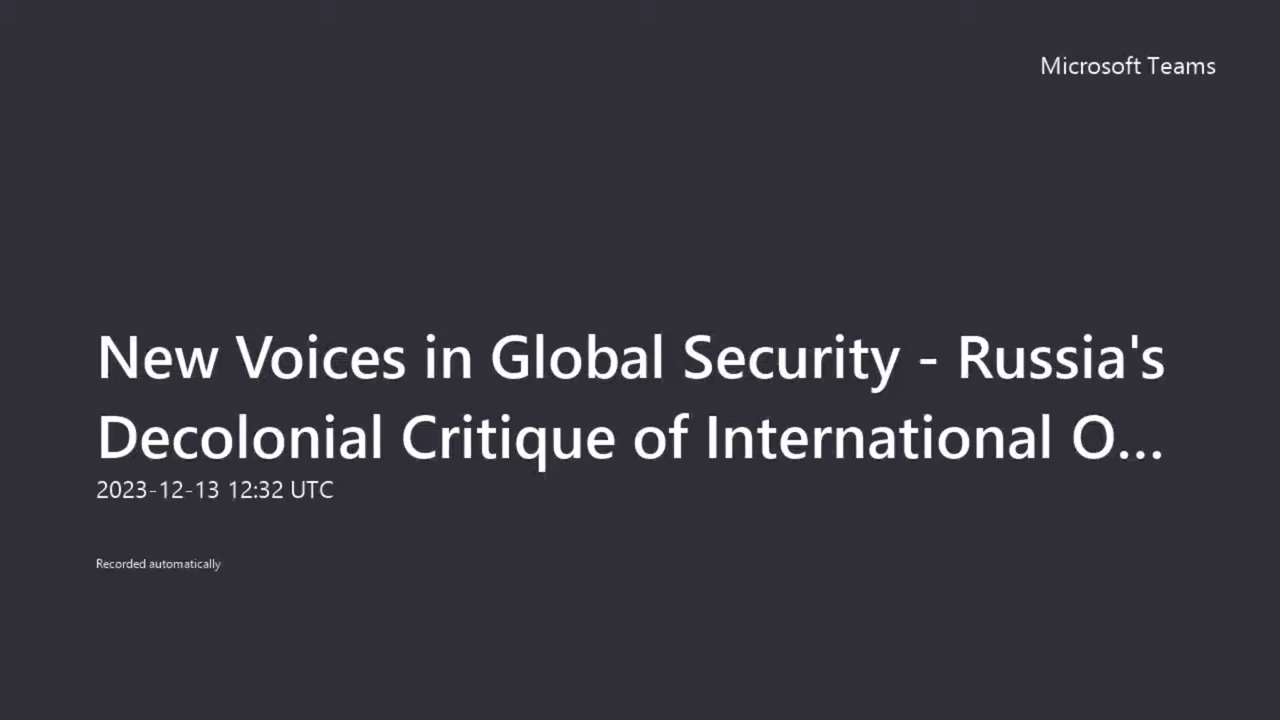 Microsoft Teams
New Voices in Global Security - Russia's
Decolonial Critique of International O...
2023-12-13 12:32 UTC
Recorded automatically